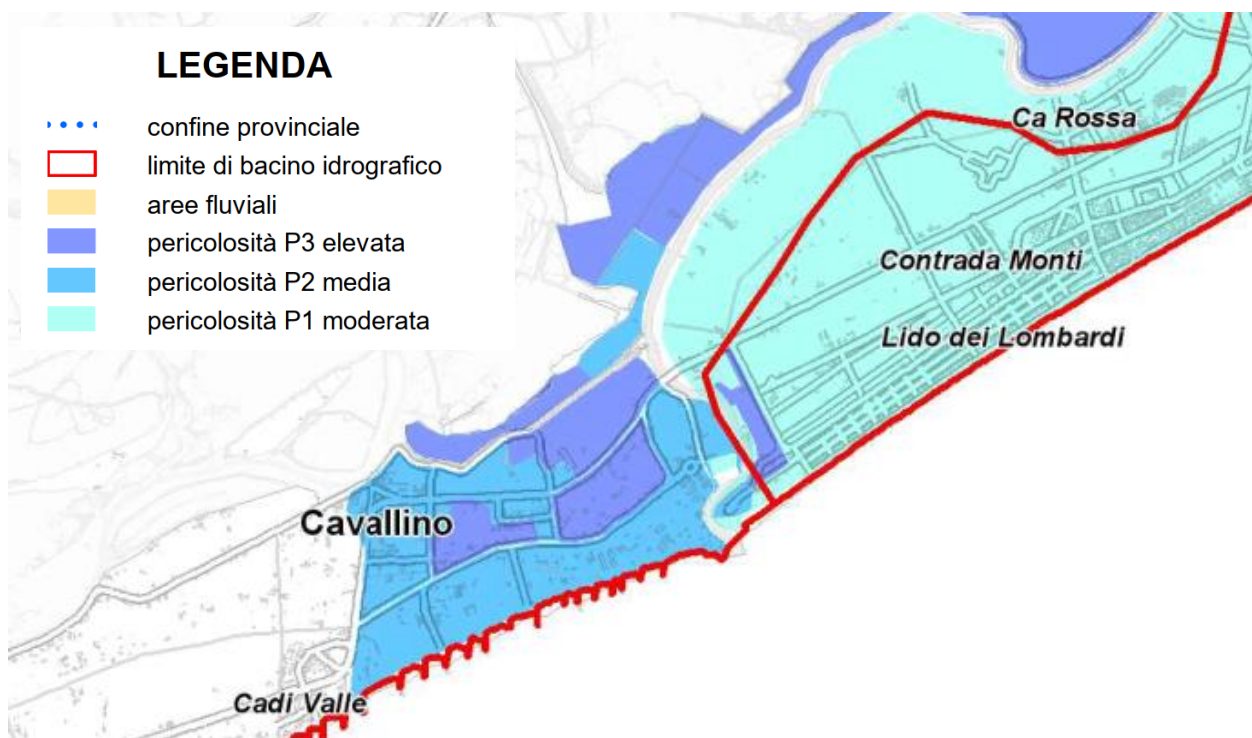 LEGENDA
confine provinciale
limite di bacino idrografico
aree fluviali
pericolosità P3 elevata
pericolosità P2 media
pericolosità P1 moderata
Ca Rossa
Contrada Monti
Lido dei Lombardi
Cavallino
Cadi Valle